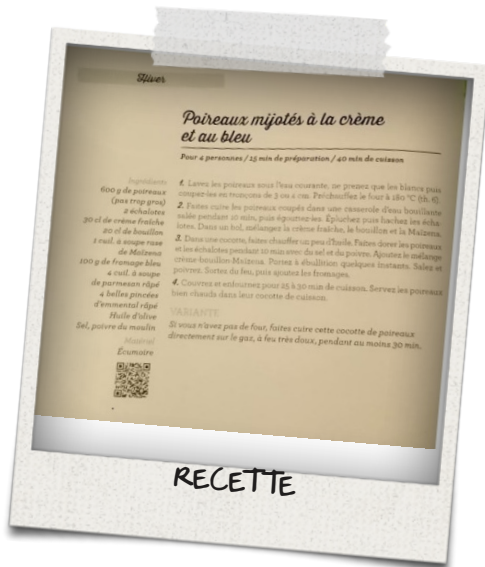 Hiver
Poireaux mijotés à la crème
et au bleu
Pour 4 personnes / 15 min de préparation / 40 min de cuisson
Ingrédients
600 g de poireaux
(pas trop gros)
2 échalotes
30 cl de crème fraîche
20 cl de bouillon
1 cuil. à soupe rase
de Maïzena
100 g de fromage bleu
4 cuil. à soupe
de parmesan râpé
4 belles pincées
d'emmental râpé
Huile d'olive
Sel, poivre du moulin
Matériel
Écumoire
1. Lavez les poireaux sous l'eau courante, ne prenez que les blancs puis
coupez-les en tronçons de 3 ou 4 cm. Préchauffez le four à 180 °C (th. 6).
2. Faites cuire les poireaux coupés dans une casserole d'eau bouillante
salée pendant 10 min, puis égouttez-les. Épluchez puis hachez les écha-
lotes. Dans un bol, mélangez la crème fraîche, le bouillon et la Maïzena.
3. Dans une cocotte, faites chauffer un peu d'huile. Faites dorer les poireaux
et les échalotes pendant 10 min avec du sel et du poivre. Ajoutez le mélange
crème-bouillon-Maïzena. Portez à ébullition quelques instants. Salez et
poivrez. Sortez du feu, puis ajoutez les fromages.
4. Couvrez et enfournez pour 25 à 30 min de cuisson. Servez les poireaux
bien chauds dans leur cocotte de cuisson.
VARIANTE
Si vous n'avez pas de four, faites cuire cette cocotte de poireaux
directement sur le gaz, à feu très doux, pendant au moins 30 min.
RECETTE